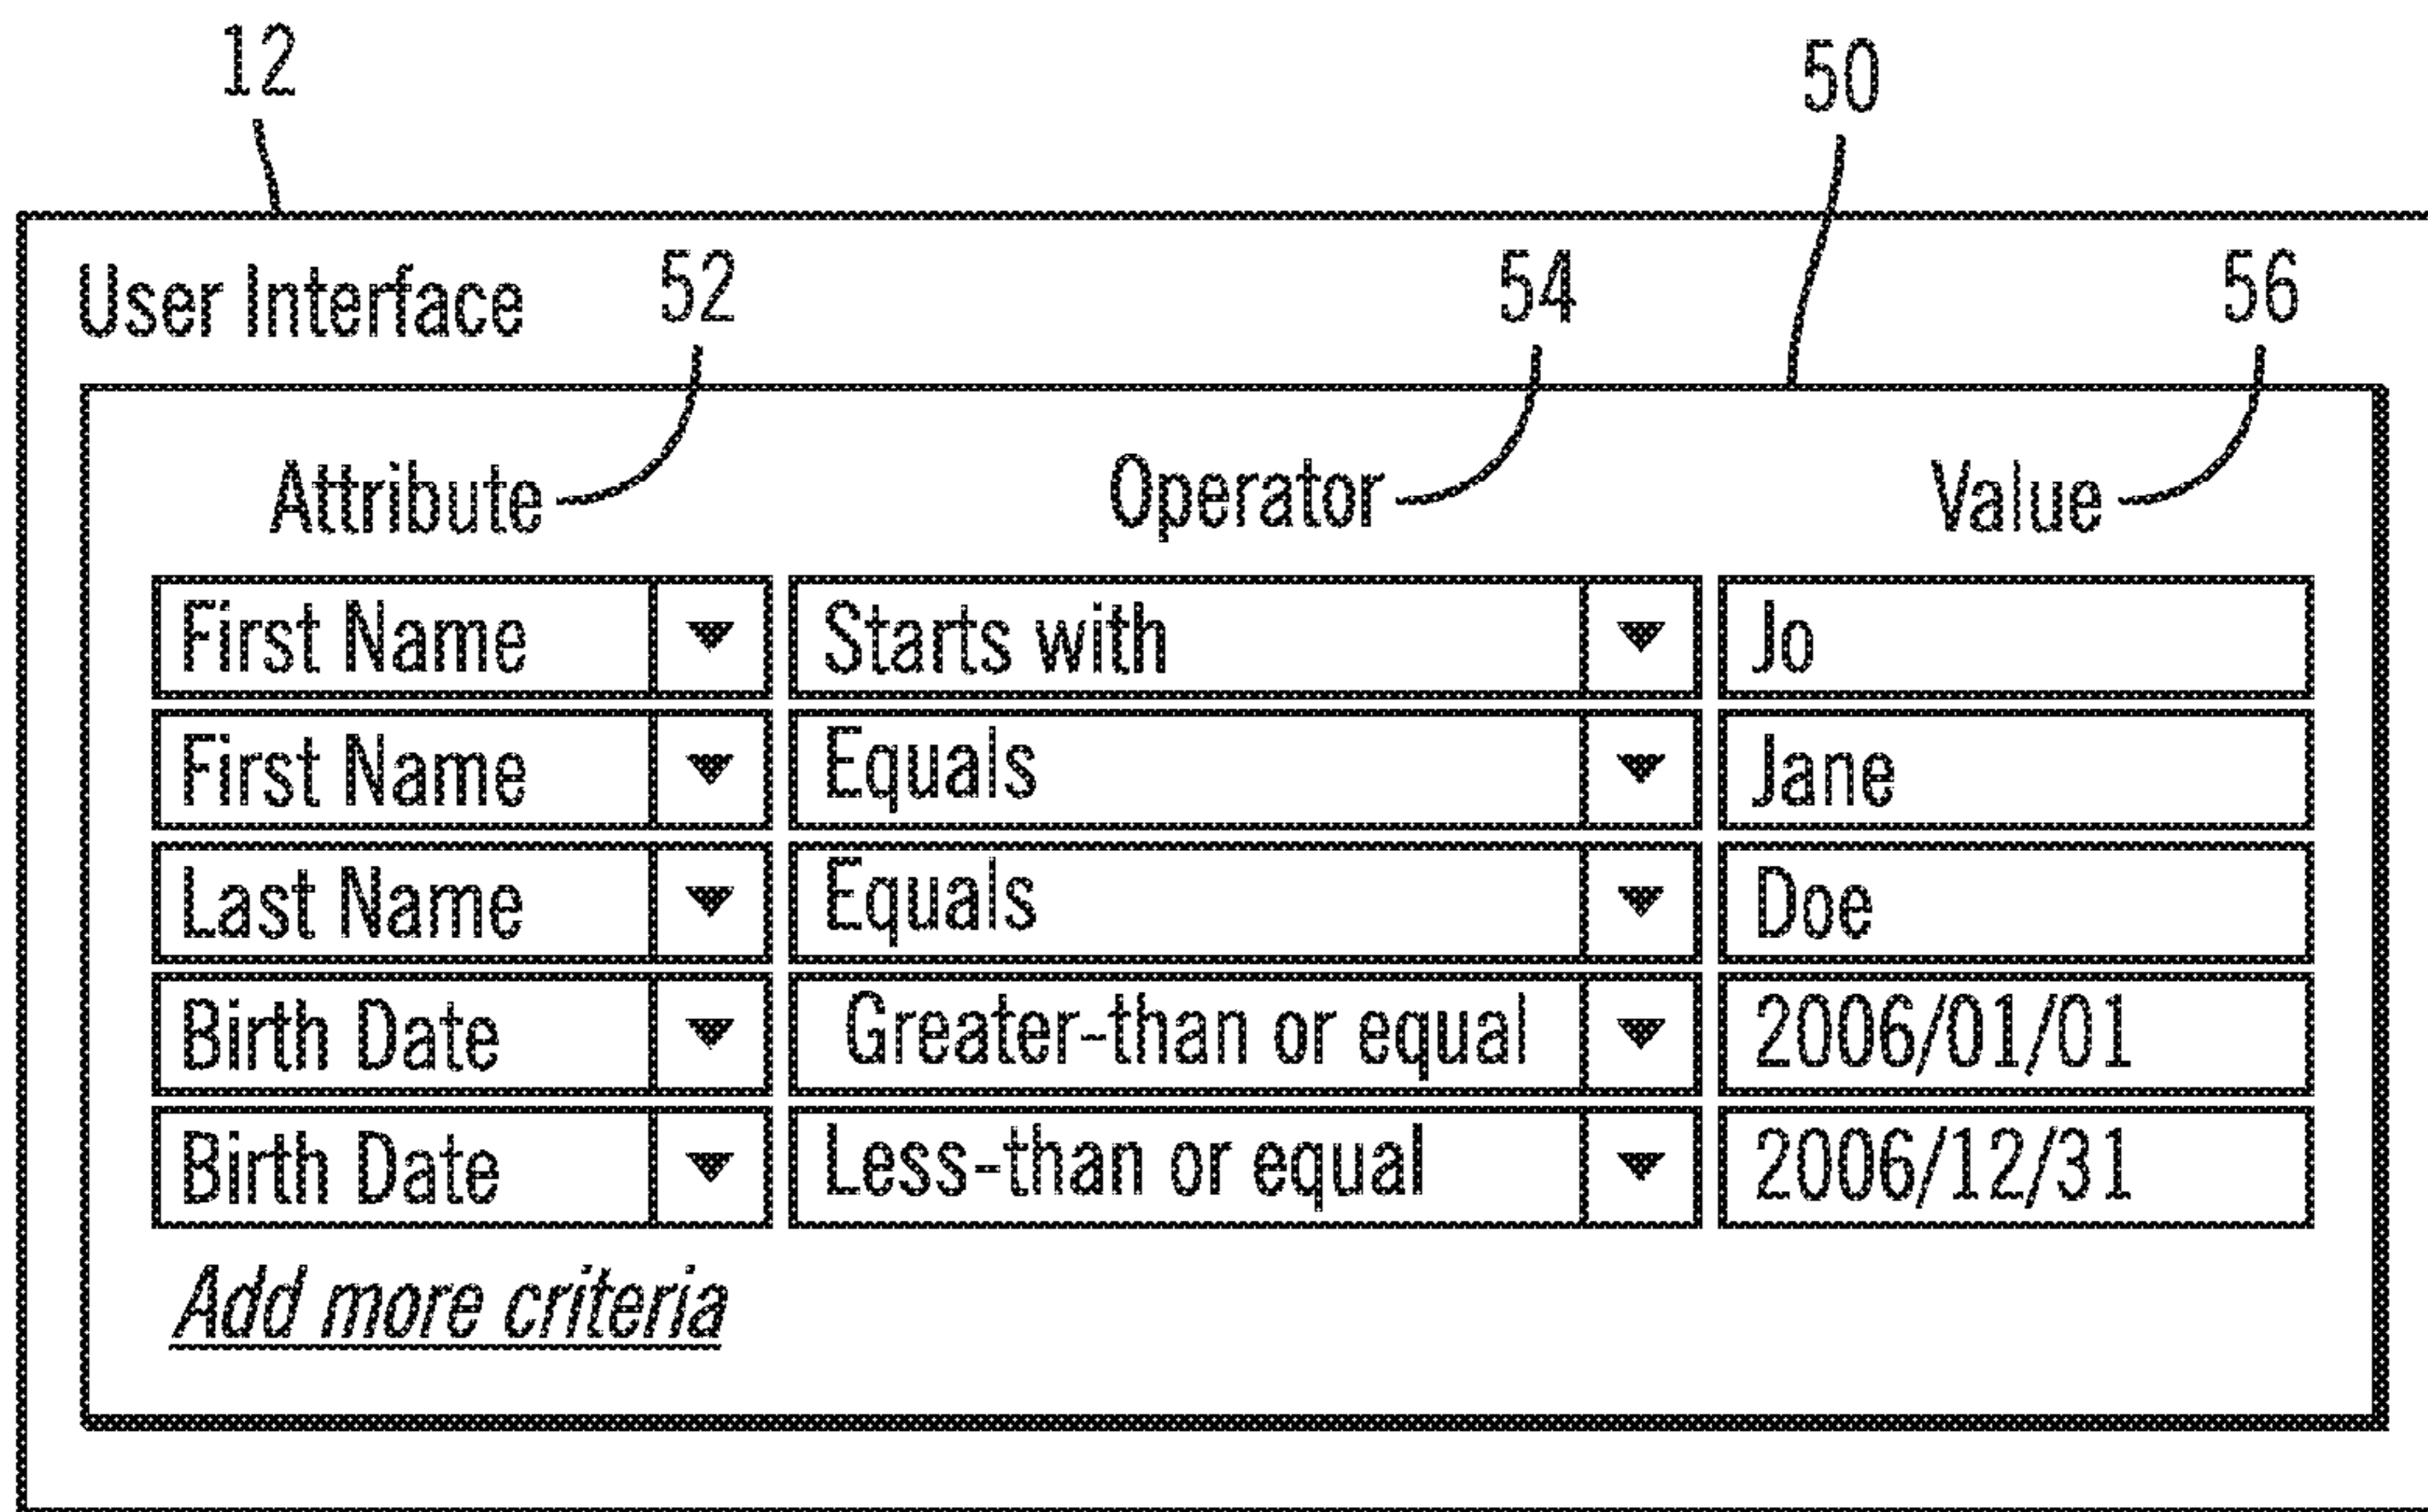 12 50
User Interface 52 54 56
Attribute Operator Value
First Name Starts with Jo
First Name Equals Jane
Last Name Equals Doe
Birth Date Greater-than or equal 2006/01/01
Birth Date Less-than or equal 2006/12/31
Add more criteria